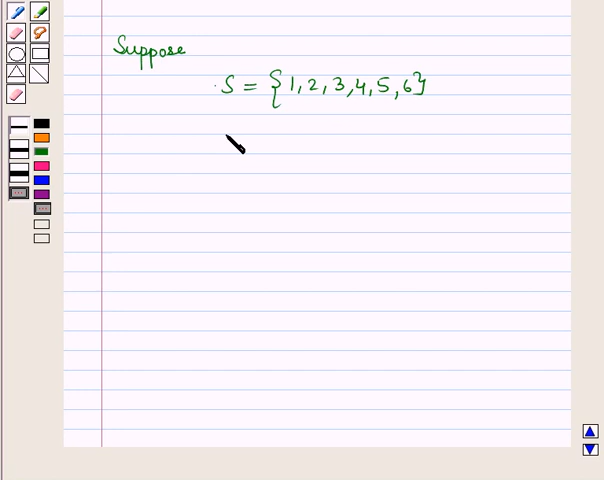 Suppose
S = {1, 2, 3, 4, 5, 6}